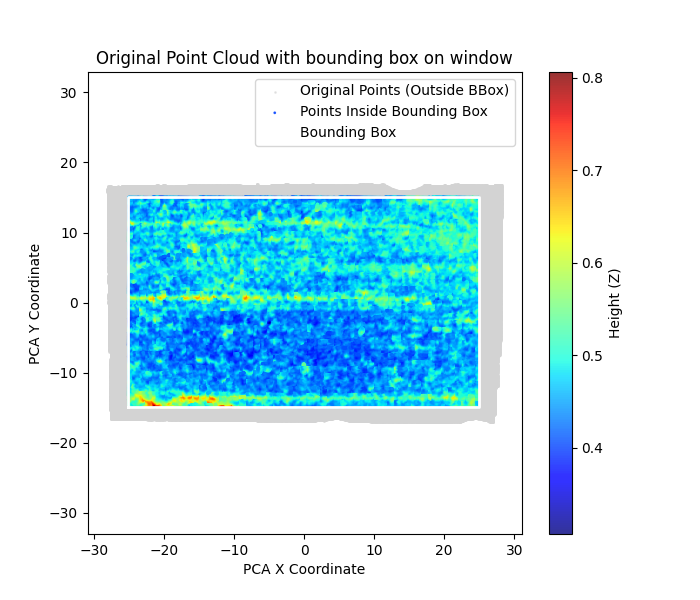 Original Point Cloud with bounding box on window
Original Points (Outside BBox)
Points Inside Bounding Box
Bounding Box
30
20
10
0
−10
−20
−30
PCA Y Coordinate
−30
−20
−10
0
10
20
30
PCA X Coordinate
0.8
0.7
0.6
0.5
0.4
Height (Z)